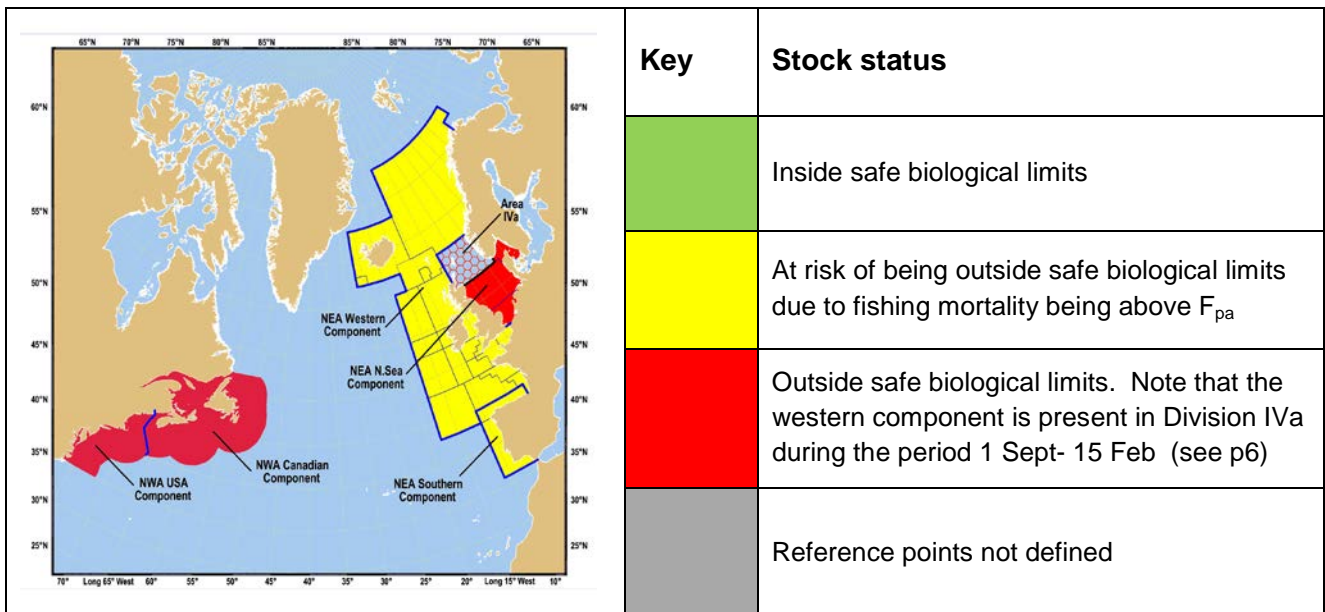 65°N 70°N 75°N 80°N 85°N 85°N 80°N 75°N 70°N 65°N
60°N 60°N
55°N 55°N
50°N 50°N
45°N 45°N
40°N 40°N
35°N 35°N
30°N 30°N
25°N 25°N
Area
IVa
NEA Western
Component
NEA N.Sea
Component
NWA Canadian
Component
NWA USA
Component
NEA Southern
Component
70° Long 65° West 60° 55° 50° 45° 40° 35° 30° 25° 20° Long 15° West 10°
Key Stock status
Inside safe biological limits
At risk of being outside safe biological limits
due to fishing mortality being above Fpa
Outside safe biological limits. Note that the
western component is present in Division IVa
during the period 1 Sept- 15 Feb (see p6)
Reference points not defined